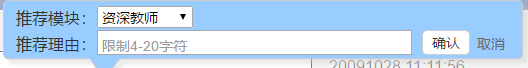 推荐模块：资深教师
推荐理由：限制4-20字符 确认 取消
20091028 11:11:56